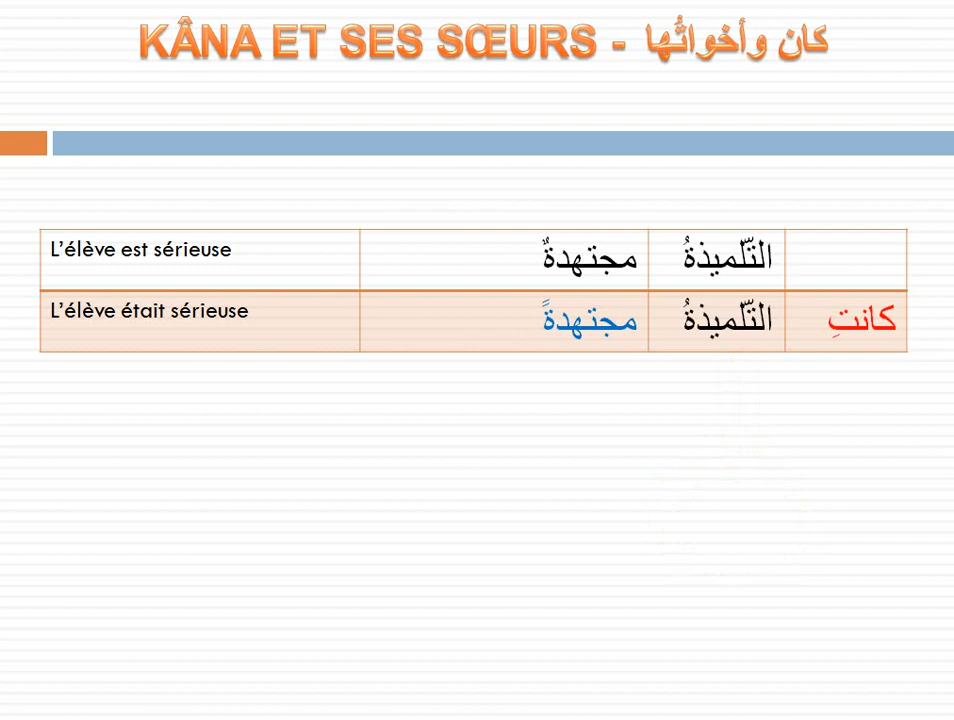 KÂNA ET SES SŒURS - كان وأخواتُها
L'élève est sérieuse التّلميذةُ مجتهدةٌ
L'élève était sérieuse كانتِ التّلميذةُ مجتهدةً